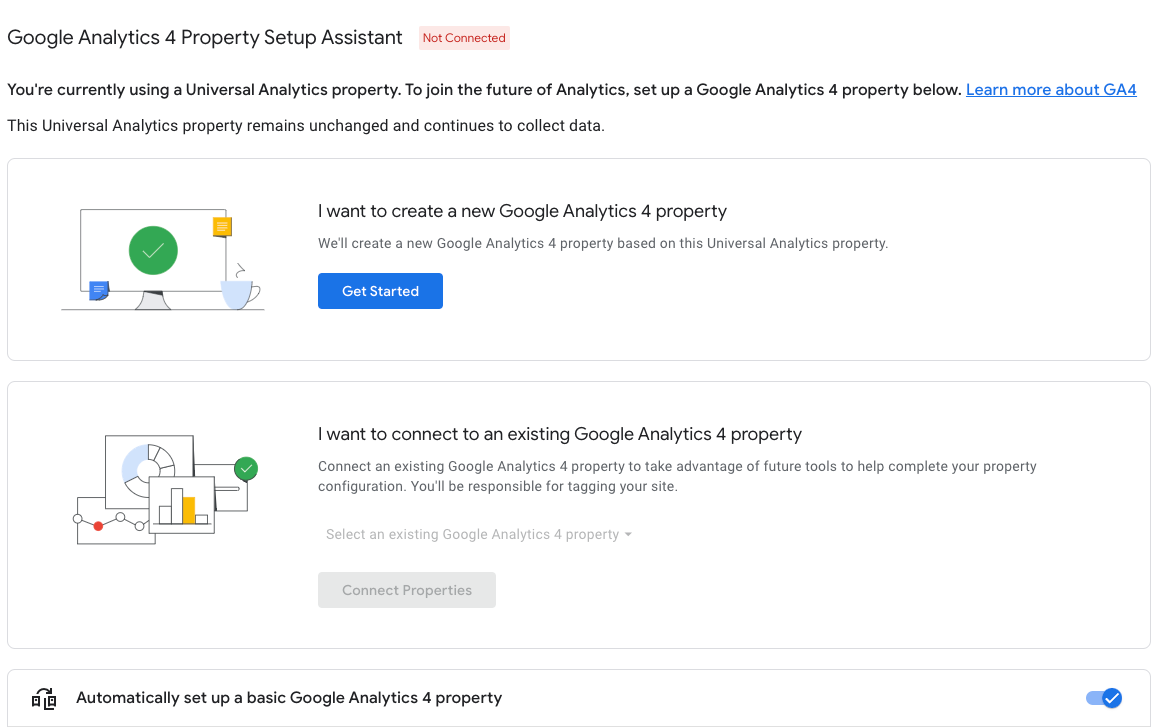 Google Analytics 4 Property Setup Assistant Not Connected
You're currently using a Universal Analytics property. To join the future of Analytics, set up a Google Analytics 4 property below. Learn more about GA4
This Universal Analytics property remains unchanged and continues to collect data.
I want to create a new Google Analytics 4 property
We'll create a new Google Analytics 4 property based on this Universal Analytics property.
Get Started
I want to connect to an existing Google Analytics 4 property
Connect an existing Google Analytics 4 property to take advantage of future tools to help complete your property
configuration. You'll be responsible for tagging your site.
Select an existing Google Analytics 4 property
Connect Properties
Automatically set up a basic Google Analytics 4 property